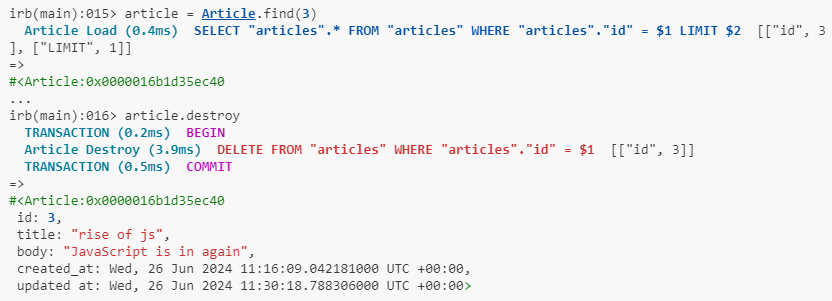 irb(main):015> article = Article.find(3)
  Article Load (0.4ms)  SELECT "articles".* FROM "articles" WHERE "articles"."id" = $1 LIMIT $2  [["id", 3
], ["LIMIT", 1]]
=>
#<Article:0x0000016b1d35ec40
...
irb(main):016> article.destroy
  TRANSACTION (0.2ms)  BEGIN
  Article Destroy (3.9ms)  DELETE FROM "articles" WHERE "articles"."id" = $1  [["id", 3]]
  TRANSACTION (0.5ms)  COMMIT
=>
#<Article:0x0000016b1d35ec40
 id: 3,
 title: "rise of js",
 body: "JavaScript is in again",
 created_at: Wed, 26 Jun 2024 11:16:09.042181000 UTC +00:00,
 updated at: Wed, 26 Jun 2024 11:30:18.788306000 UTC +00:00>